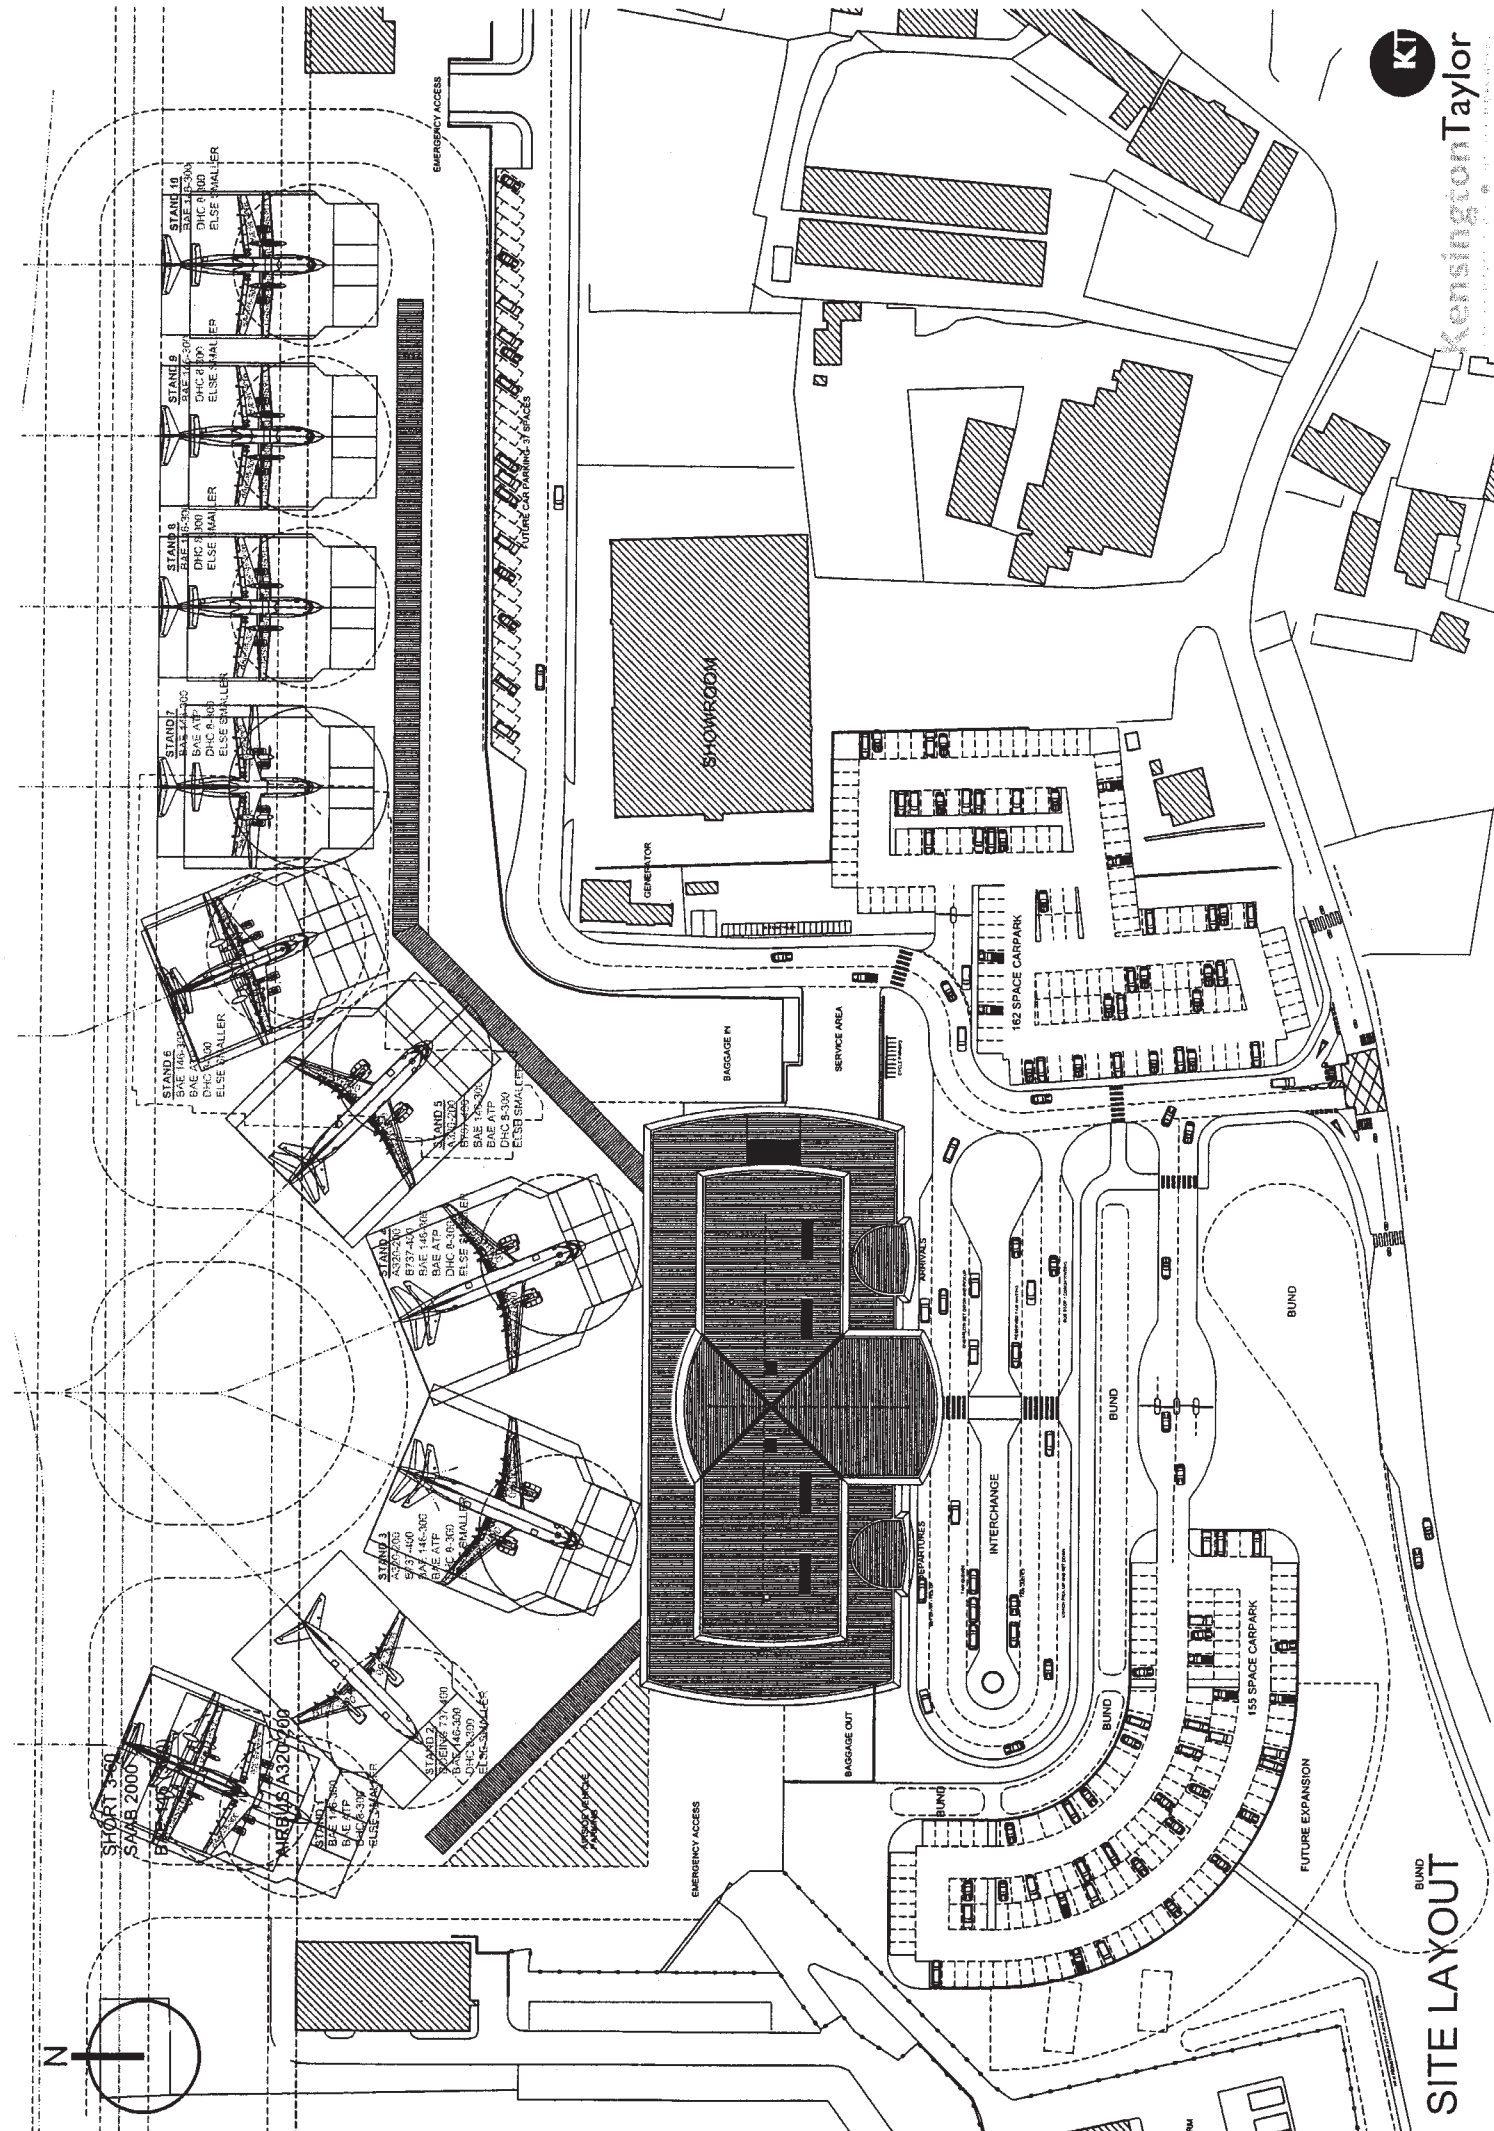 N
SHORT 3-60
SAAB 2000
AIRBUS A320-200
STAND 1
BAE 146-300
BAE ATP
DHC 8-300
ELSE SMALLER
STAND 2
BOEING 737-400
BAE 146-300
DHC 8-300
ELSE SMALLER
STAND 3
A320-200
B737-400
BAE 146-300
BAE ATP
DHC 8-300
ELSE SMALLER
STAND 4
A320-200
B737-400
BAE 146-300
BAE ATP
DHC 8-300
ELSE SMALLER
STAND 5
A320-200
B737-400
BAE 146-300
BAE ATP
DHC 8-300
ELSE SMALLER
STAND 6
BAE 146-300
BAE ATP
DHC 8-300
ELSE SMALLER
STAND 7
BAE 146-300
BAE ATP
DHC 8-300
ELSE SMALLER
STAND 8
BAE 146-300
DHC 8-300
ELSE SMALLER
STAND 9
BAE 146-300
DHC 8-300
ELSE SMALLER
STAND 10
BAE 146-300
DHC 8-300
ELSE SMALLER
EMERGENCY ACCESS
FUTURE CAR PARKING- 37 SPACES
AIRSIDE VEHICLE
PARKING
EMERGENCY ACCESS
BAGGAGE OUT
BAGGAGE IN
SERVICE AREA
GENERATOR
SHOWROOM
DEPARTURES
ARRIVALS
INTERCHANGE
162 SPACE CARPARK
BUND
BUND
BUND
BUND
155 SPACE CARPARK
FUTURE EXPANSION
BUND
SITE LAYOUT
KT
KensingtonTaylor